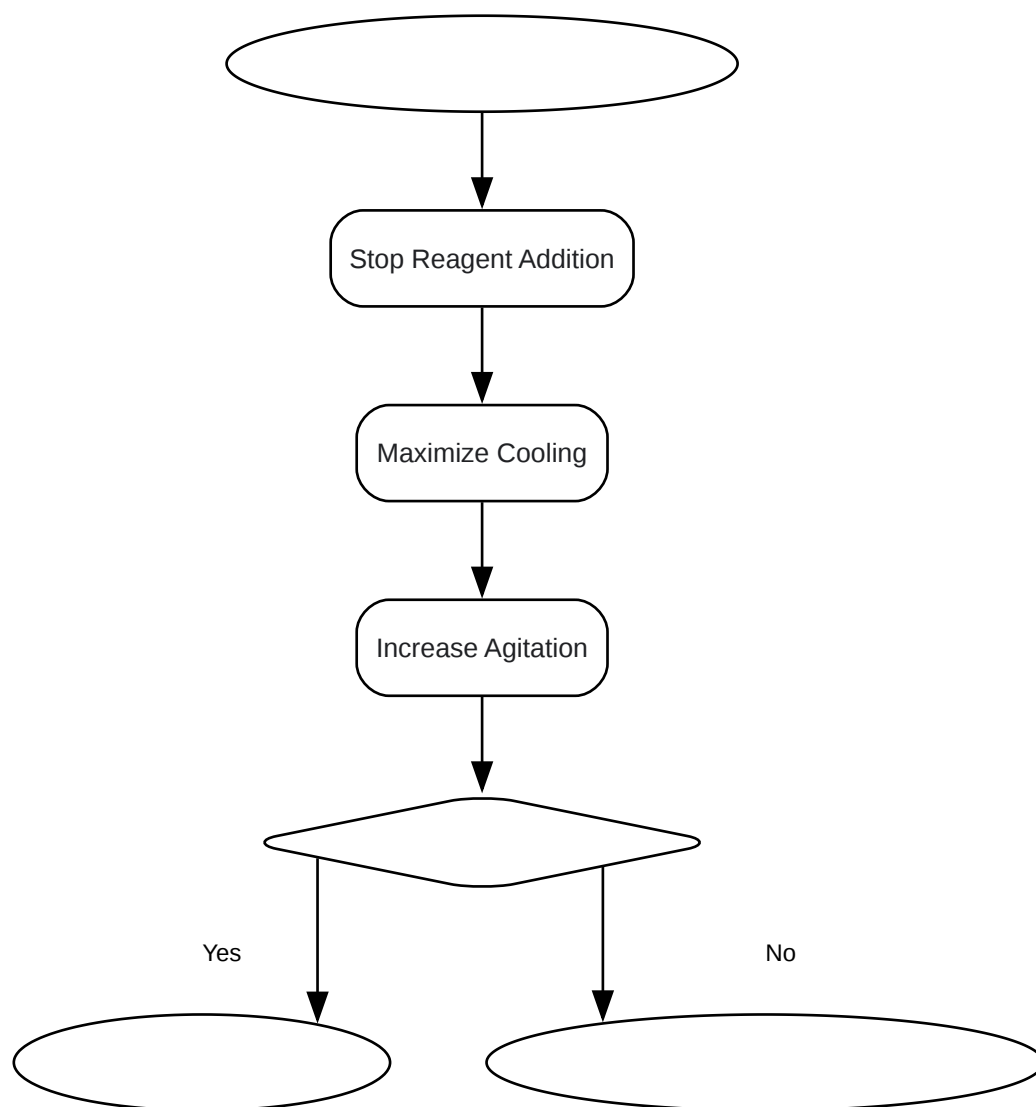 Stop Reagent Addition
Maximize Cooling
Increase Agitation
Yes
No